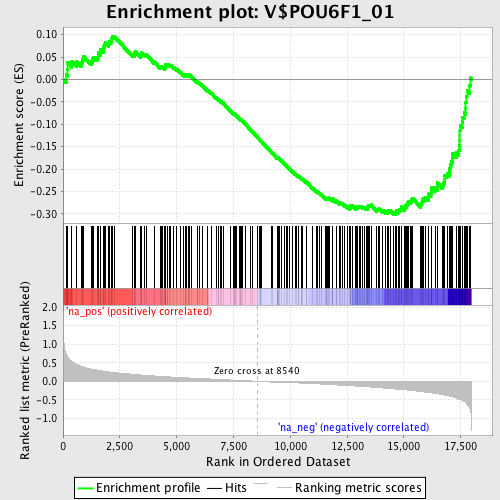 Enrichment plot: V$POU6F1_01
Enrichment score (ES)
0.10
0.05
0.00
-0.05
-0.10
-0.15
-0.20
-0.25
-0.30
'na_pos' (positively correlated)
Ranked list metric (PreRanked)
2.0
1.5
1.0
0.5
0.0
-0.5
-1.0
Zero cross at 8540
'na_neg' (negatively correlated)
0
2,500
5,000
7,500
10,000
12,500
15,000
17,500
Rank in Ordered Dataset
Enrichment profile
Hits
Ranking metric scores